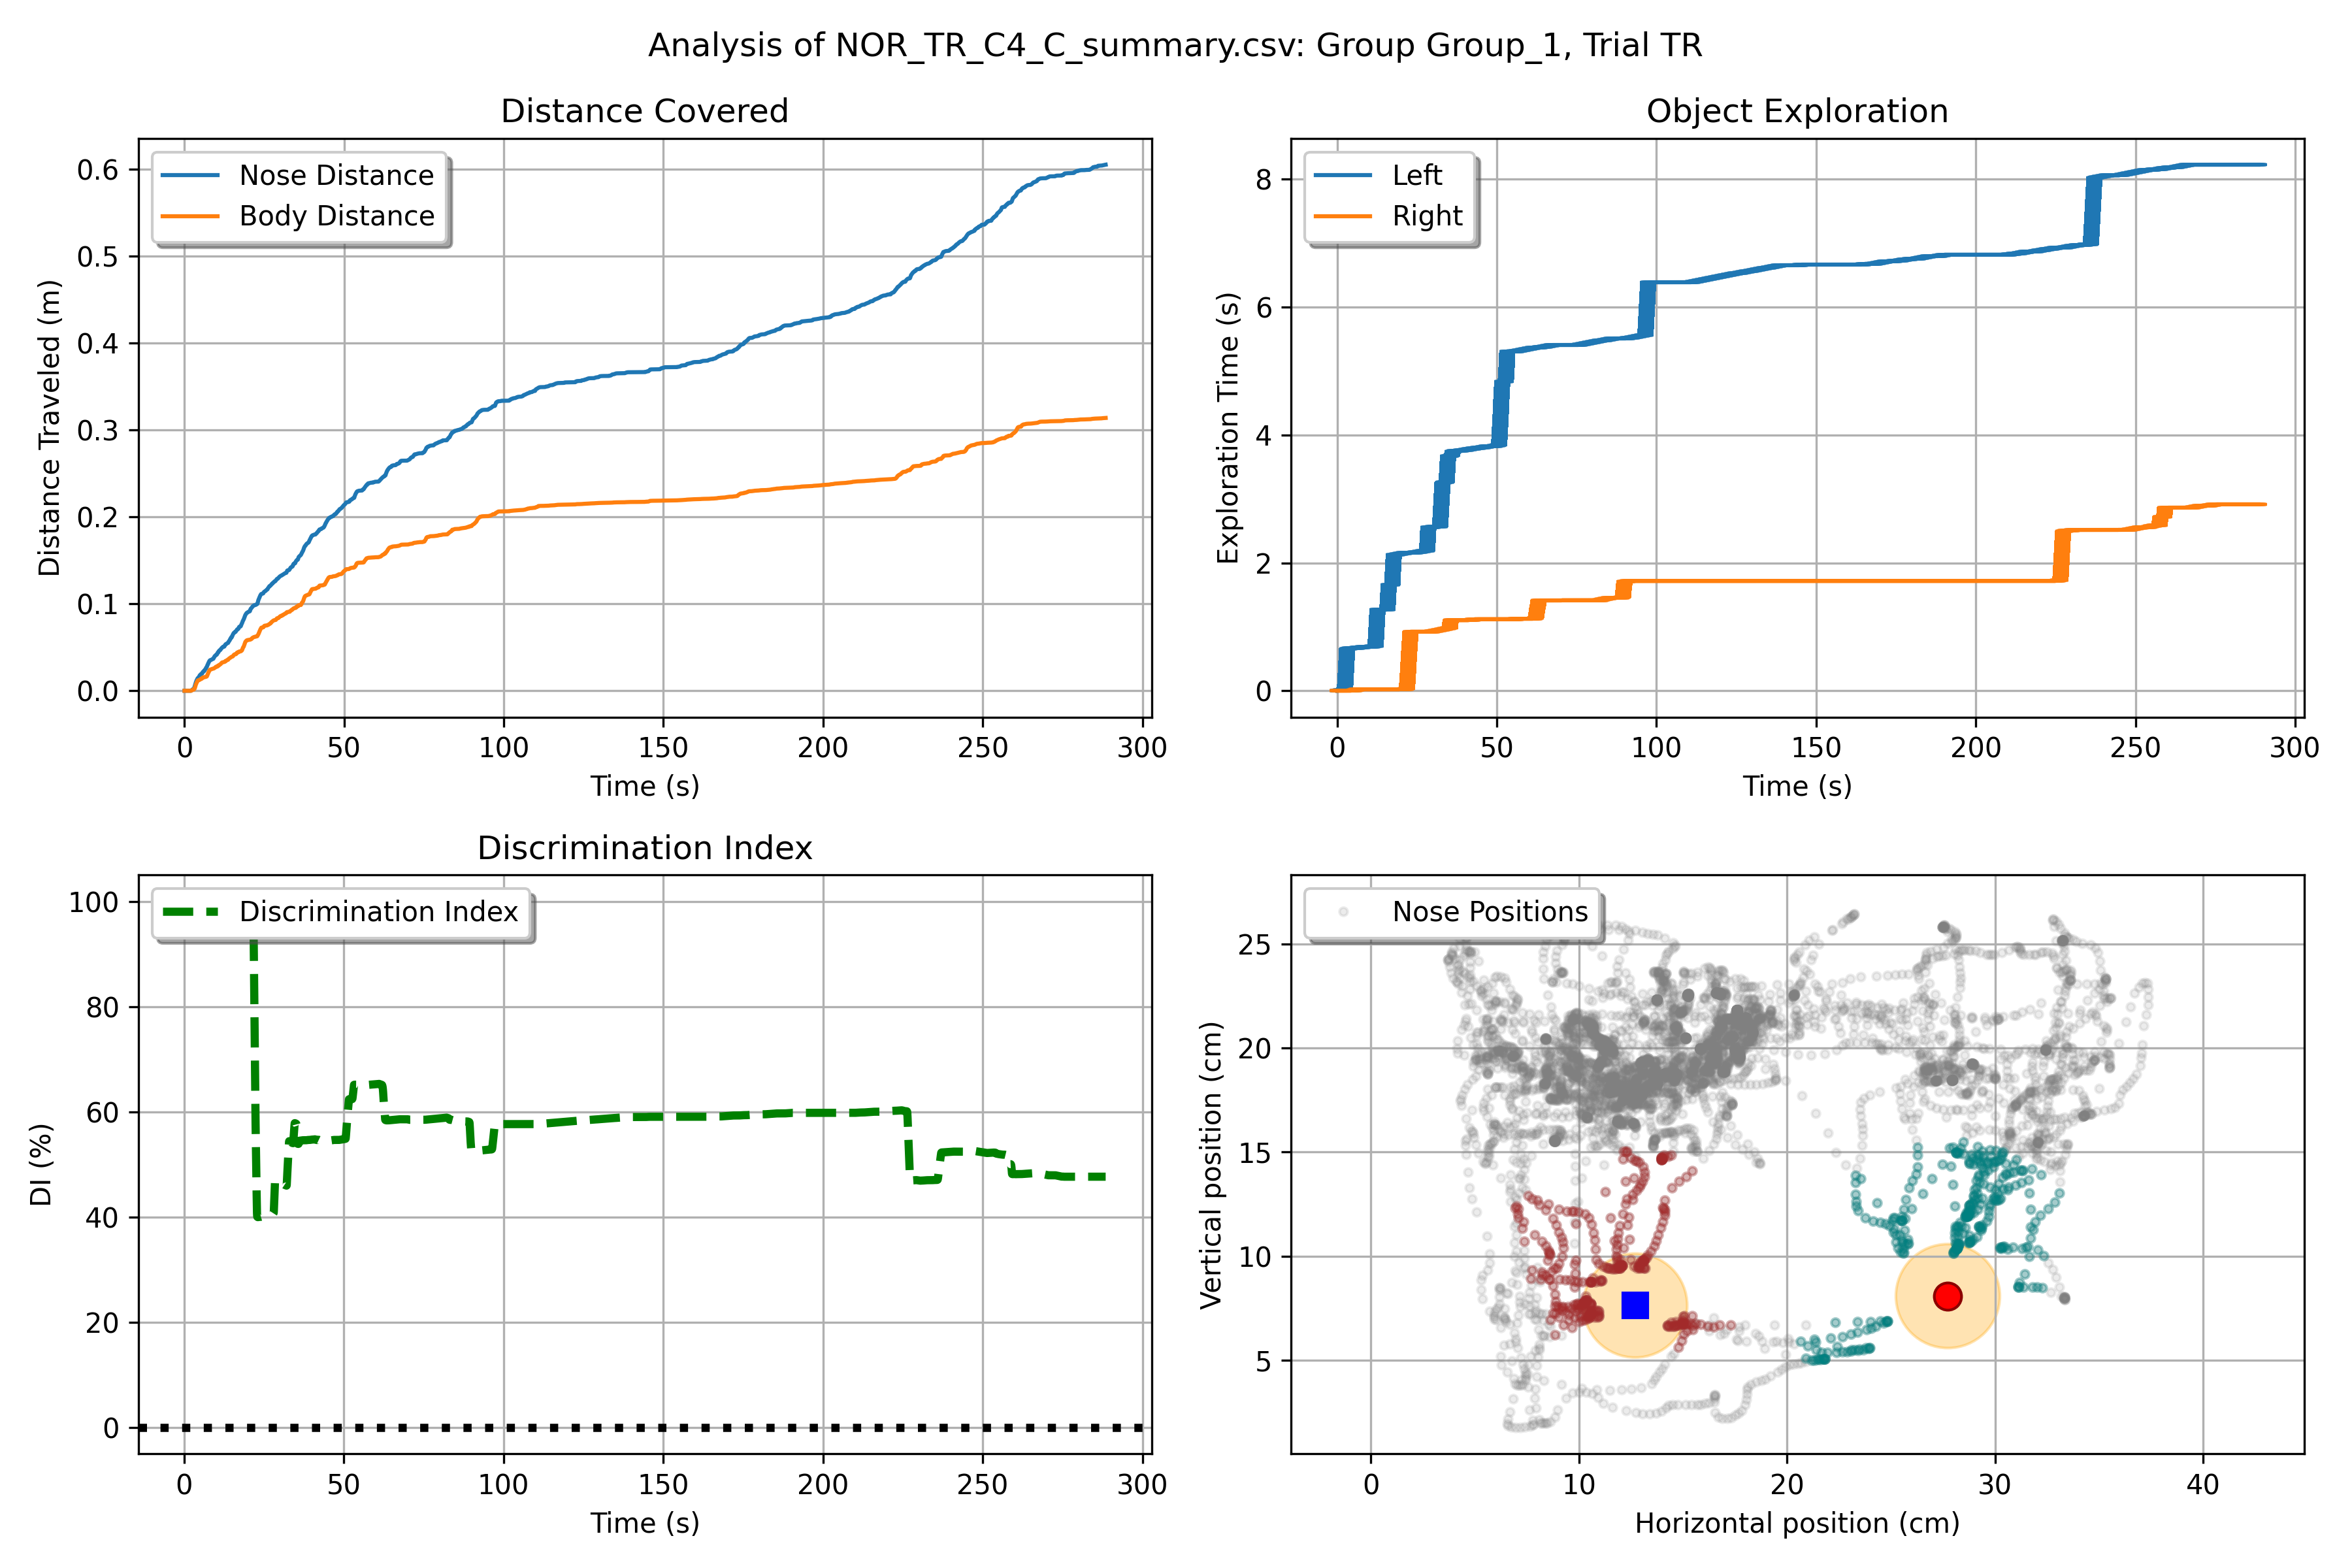 Analysis of NOR_TR_C4_C_summary.csv: Group Group_1, Trial TR
Distance Covered
Nose Distance
Body Distance
Distance Traveled (m)
0.6
0.5
0.4
0.3
0.2
0.1
0.0
0 50 100 150 200 250 300
Time (s)
Object Exploration
Left
Right
Exploration Time (s)
8
6
4
2
0
0 50 100 150 200 250 300
Time (s)
Discrimination Index
Discrimination Index
DI (%)
100
80
60
40
20
0
0 50 100 150 200 250 300
Time (s)
Nose Positions
Vertical position (cm)
25
20
15
10
5
0 10 20 30 40
Horizontal position (cm)